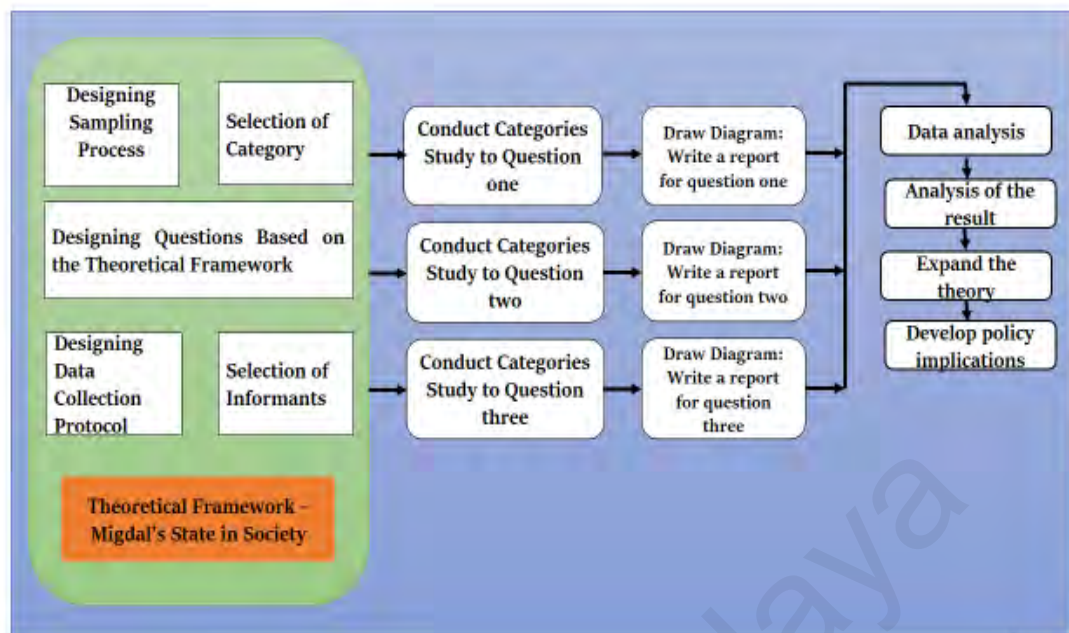 Designing
Sampling
Process
Selection of
Category
Designing Questions Based on
the Theoretical Framework
Designing
Data
Collection
Protocol
Selection of
Informants
Theoretical Framework –
Migdal's State in Society
Conduct Categories
Study to Question
one
Draw Diagram:
Write a report
for question one
Conduct Categories
Study to Question
two
Draw Diagram:
Write a report
for question two
Conduct Categories
Study to Question
three
Draw Diagram:
Write a report
for question
three
Data analysis
Analysis of the
result
Expand the
theory
Develop policy
implications